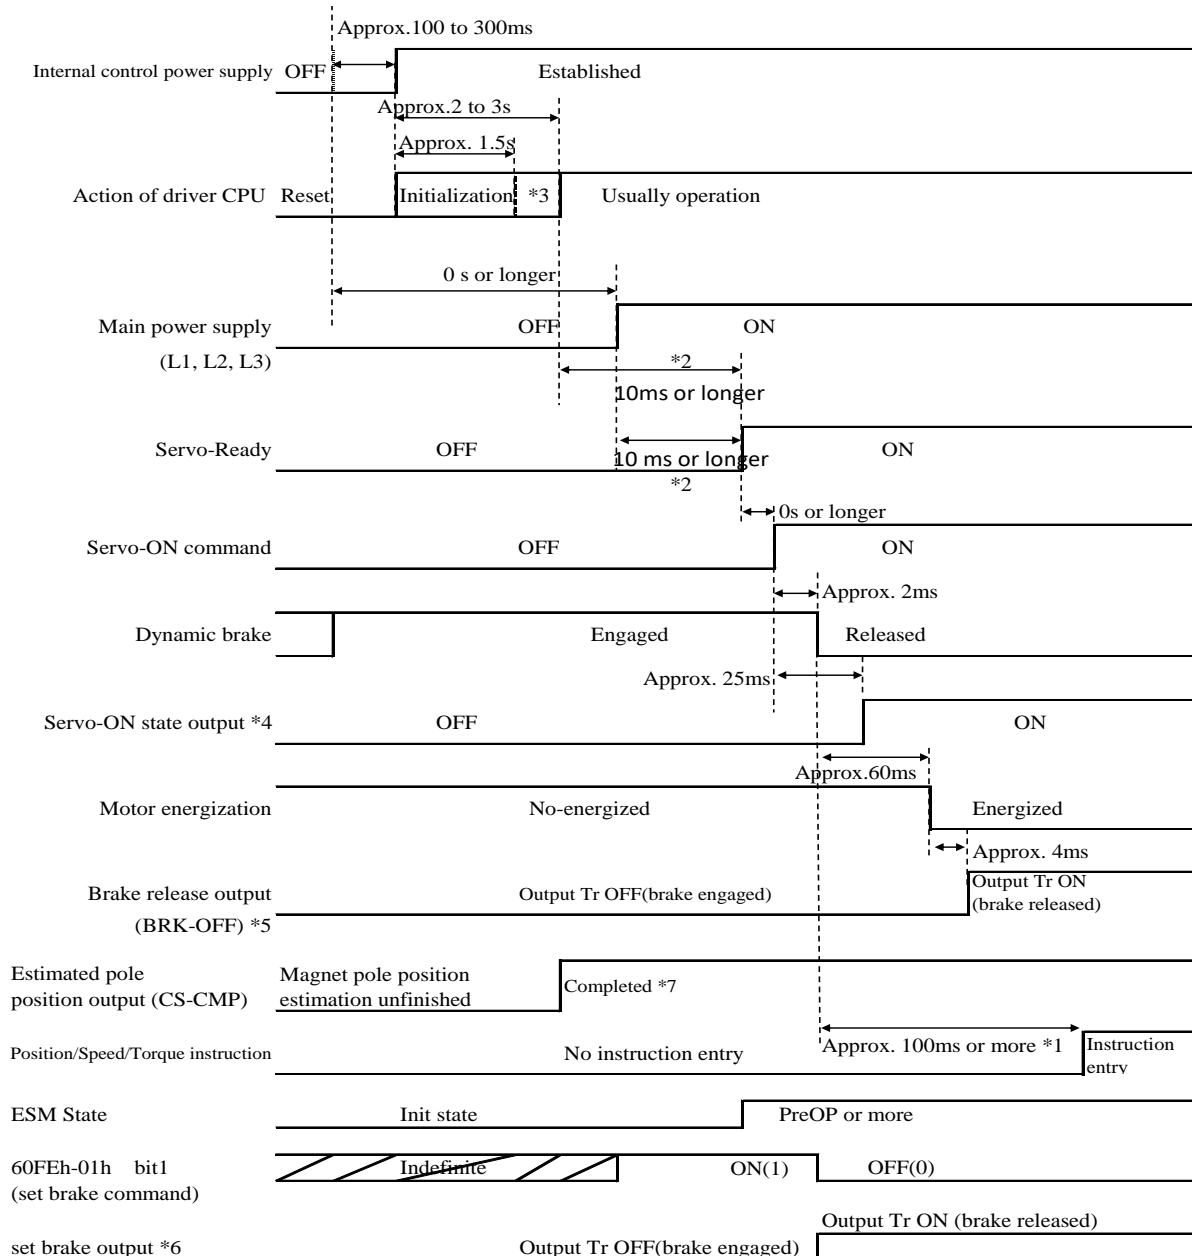 Approx.100 to 300ms
Internal control power supply OFF Established
Approx.2 to 3s
Approx. 1.5s
Action of driver CPU Reset Initialization *3 Usually operation
0 s or longer
Main power supply OFF ON
(L1, L2, L3)
*2
10ms or longer
Servo-Ready OFF ON
10 ms or longer
*2
0s or longer
Servo-ON command OFF ON
Approx. 2ms
Dynamic brake Engaged Released
Approx. 25ms
Servo-ON state output *4 OFF ON
Approx.60ms
Motor energization No-energized Energized
Approx. 4ms
Brake release output Output Tr OFF(brake engaged) Output Tr ON
(BRK-OFF) *5 (brake released)
Estimated pole Magnet pole position
position output (CS-CMP) estimation unfinished Completed *7
Position/Speed/Torque instruction No instruction entry Approx. 100ms or more *1 Instruction
entry
ESM State Init state PreOP or more
60FEh-01h bit1 Indefinite ON(1) OFF(0)
(set brake command)
Output Tr ON (brake released)
set brake output *6 Output Tr OFF(brake engaged)